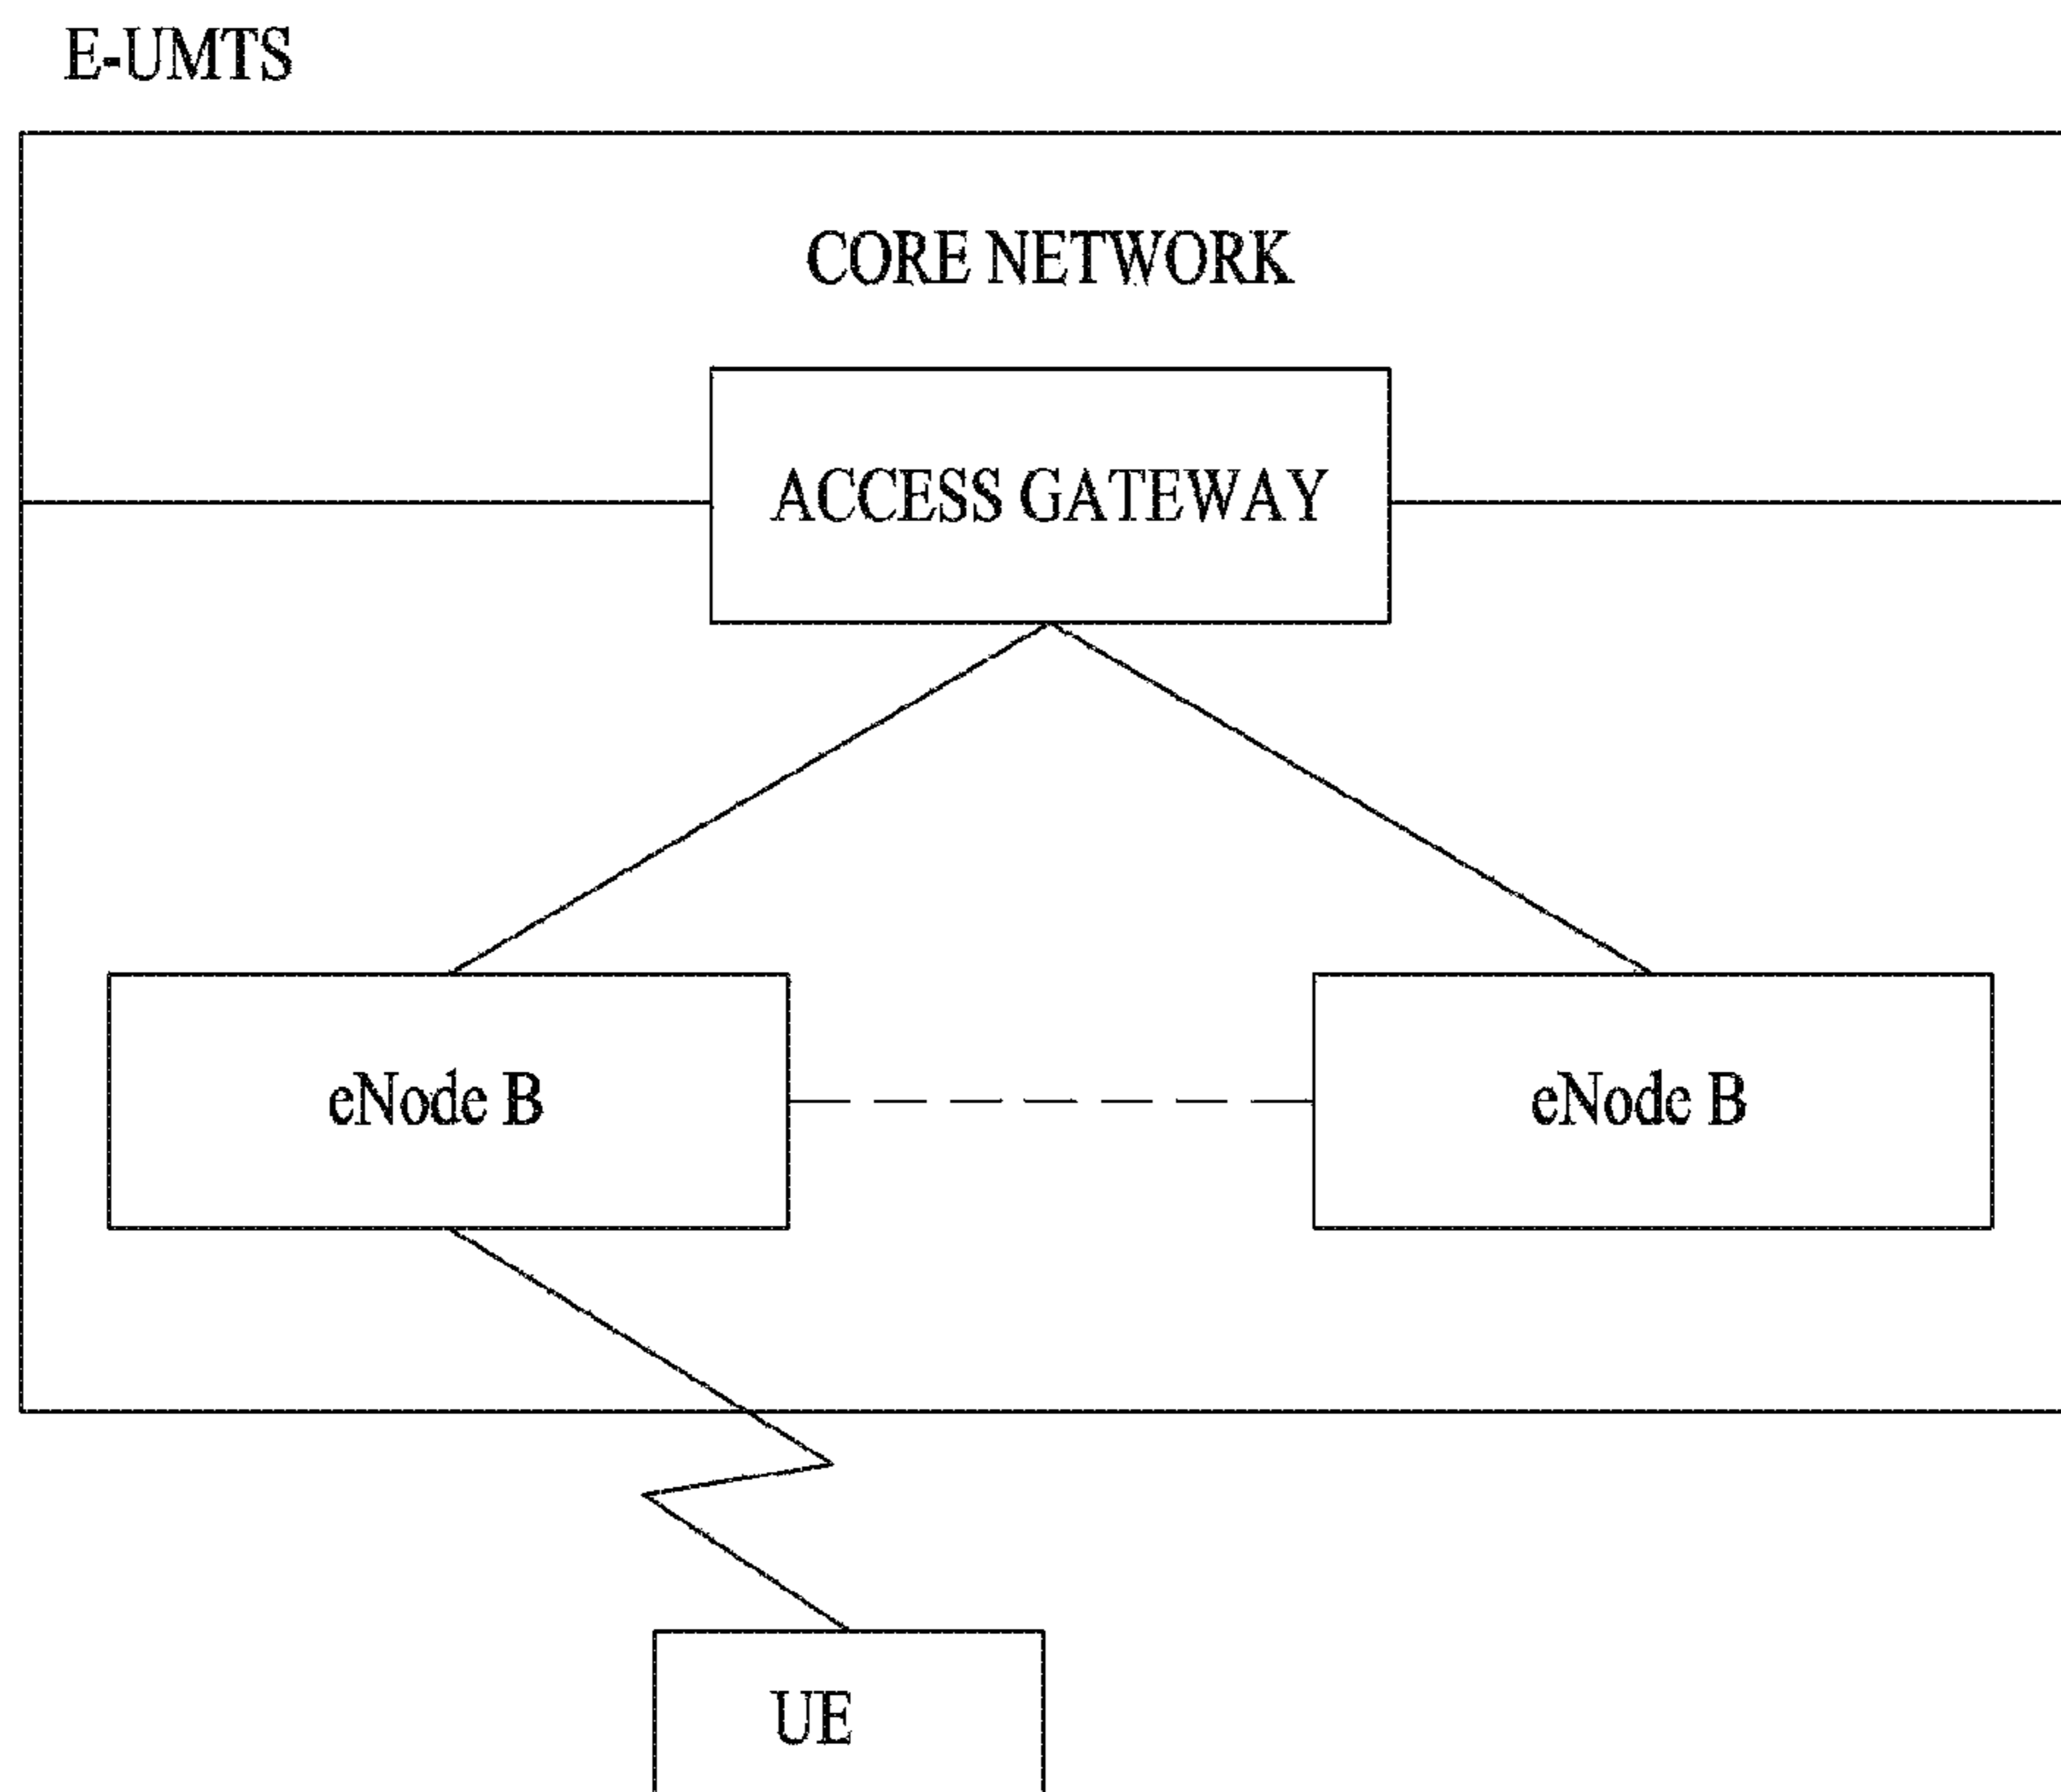 E-UMTS
CORE NETWORK
ACCESS GATEWAY
eNode B
eNode B
UE